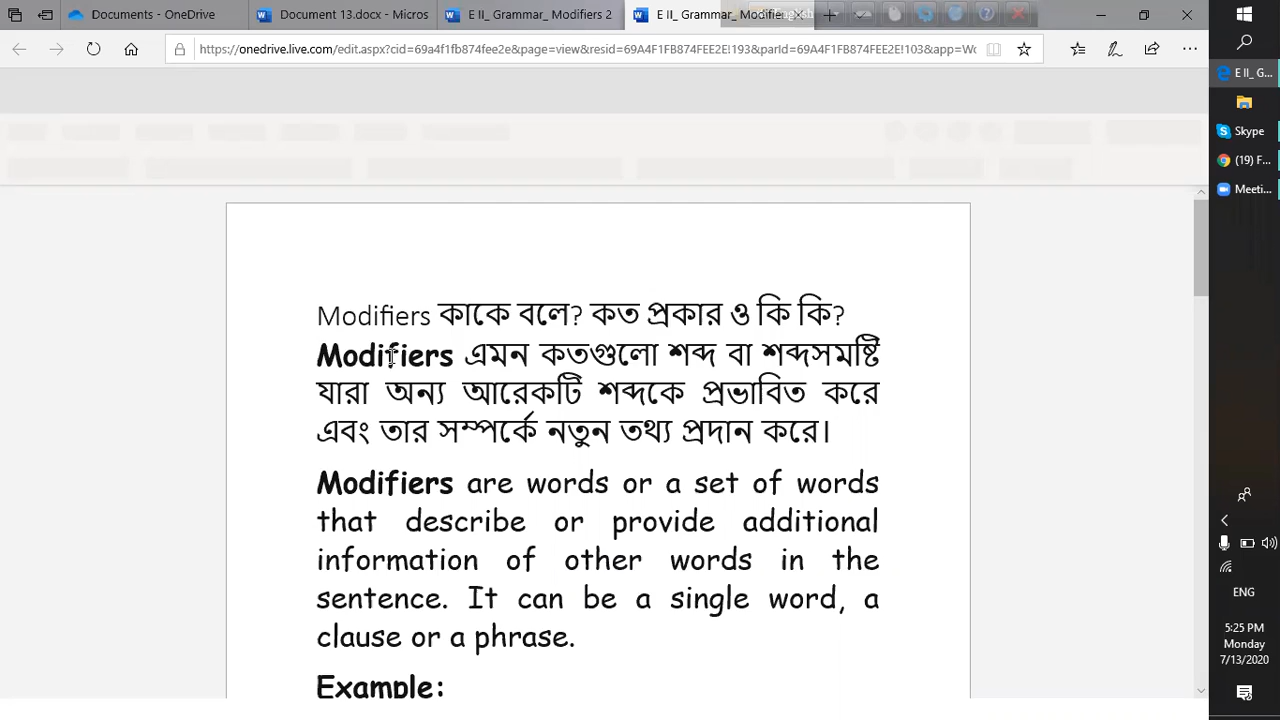 Documents - OneDrive
Document 13.docx - Micros
E II_ Grammar_ Modifiers 2
E II_ Grammar_ Modifie
https://onedrive.live.com/edit.aspx?cid=69a4f1fb874fee2e&page=view&resid=69A4F1FB874FEE2E!193&parId=69A4F1FB874FEE2E!103&app=Wo
Modifiers কাকে বলে? কত প্রকার ও কি কি?
Modifiers এমন কতগুলো শব্দ বা শব্দসমষ্টি
যারা অন্য আরেকটি শব্দকে প্রভাবিত করে
এবং তার সম্পর্কে নতুন তথ্য প্রদান করে।
Modifiers are words or a set of words
that describe or provide additional
information of other words in the
sentence. It can be a single word, a
clause or a phrase.
Example:
E II_ G...
Skype
(19) F...
Meeti...
ENG
5:25 PM
Monday
7/13/2020